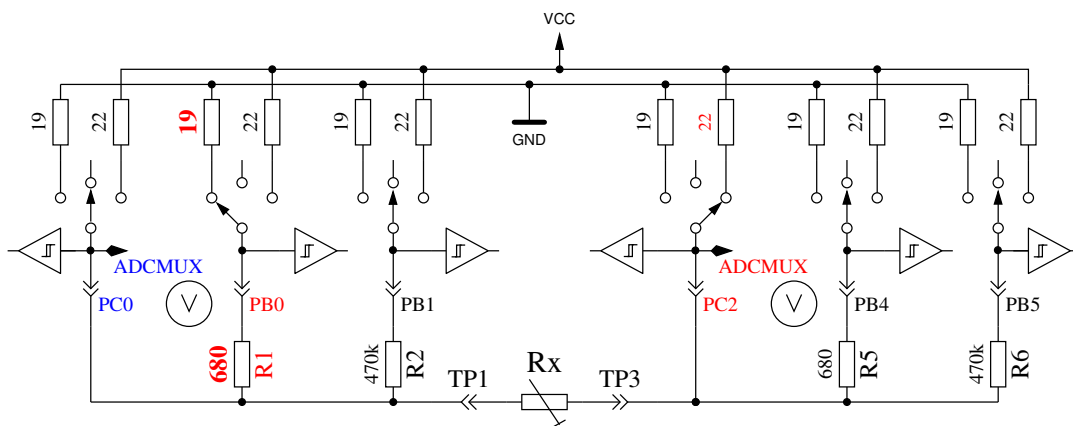 VCC
19
22
19
22
19
22
GND
19
22
19
22
19
22
ADCMUX
ADCMUX
PC0
V
PB0
PB1
PC2
V
PB4
PB5
680
R1
470k
R2
TP1
Rx
TP3
680
R5
470k
R6